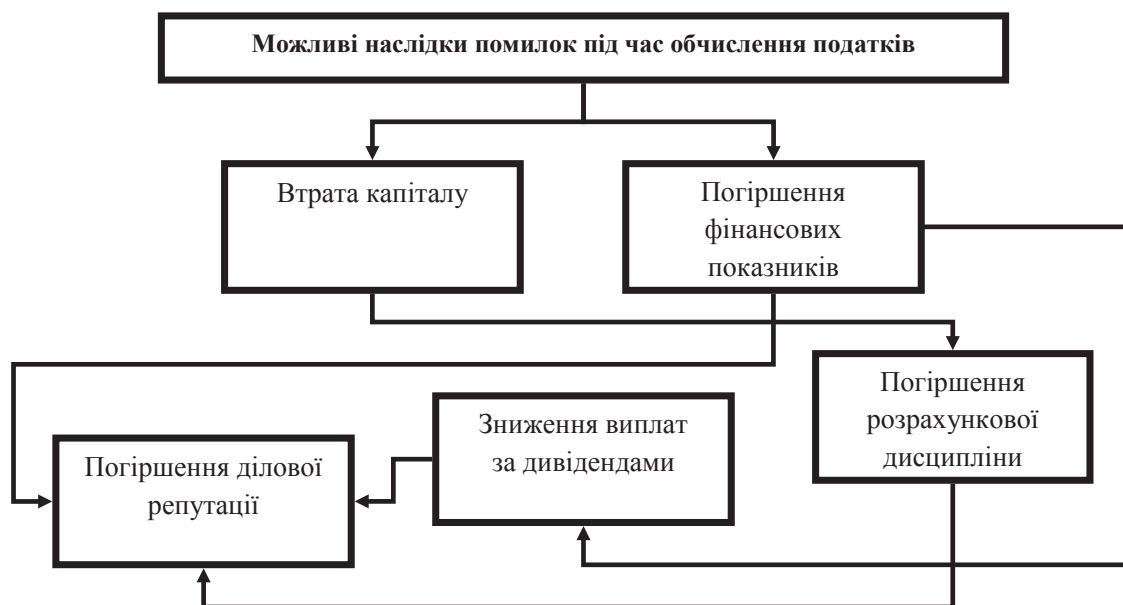 Можливі наслідки помилок під час обчислення податків
Втрата капіталу
Погіршення
фінансових
показників
Погіршення
розрахункової
дисципліни
Зниження виплат
за дивідендами
Погіршення ділової
репутації